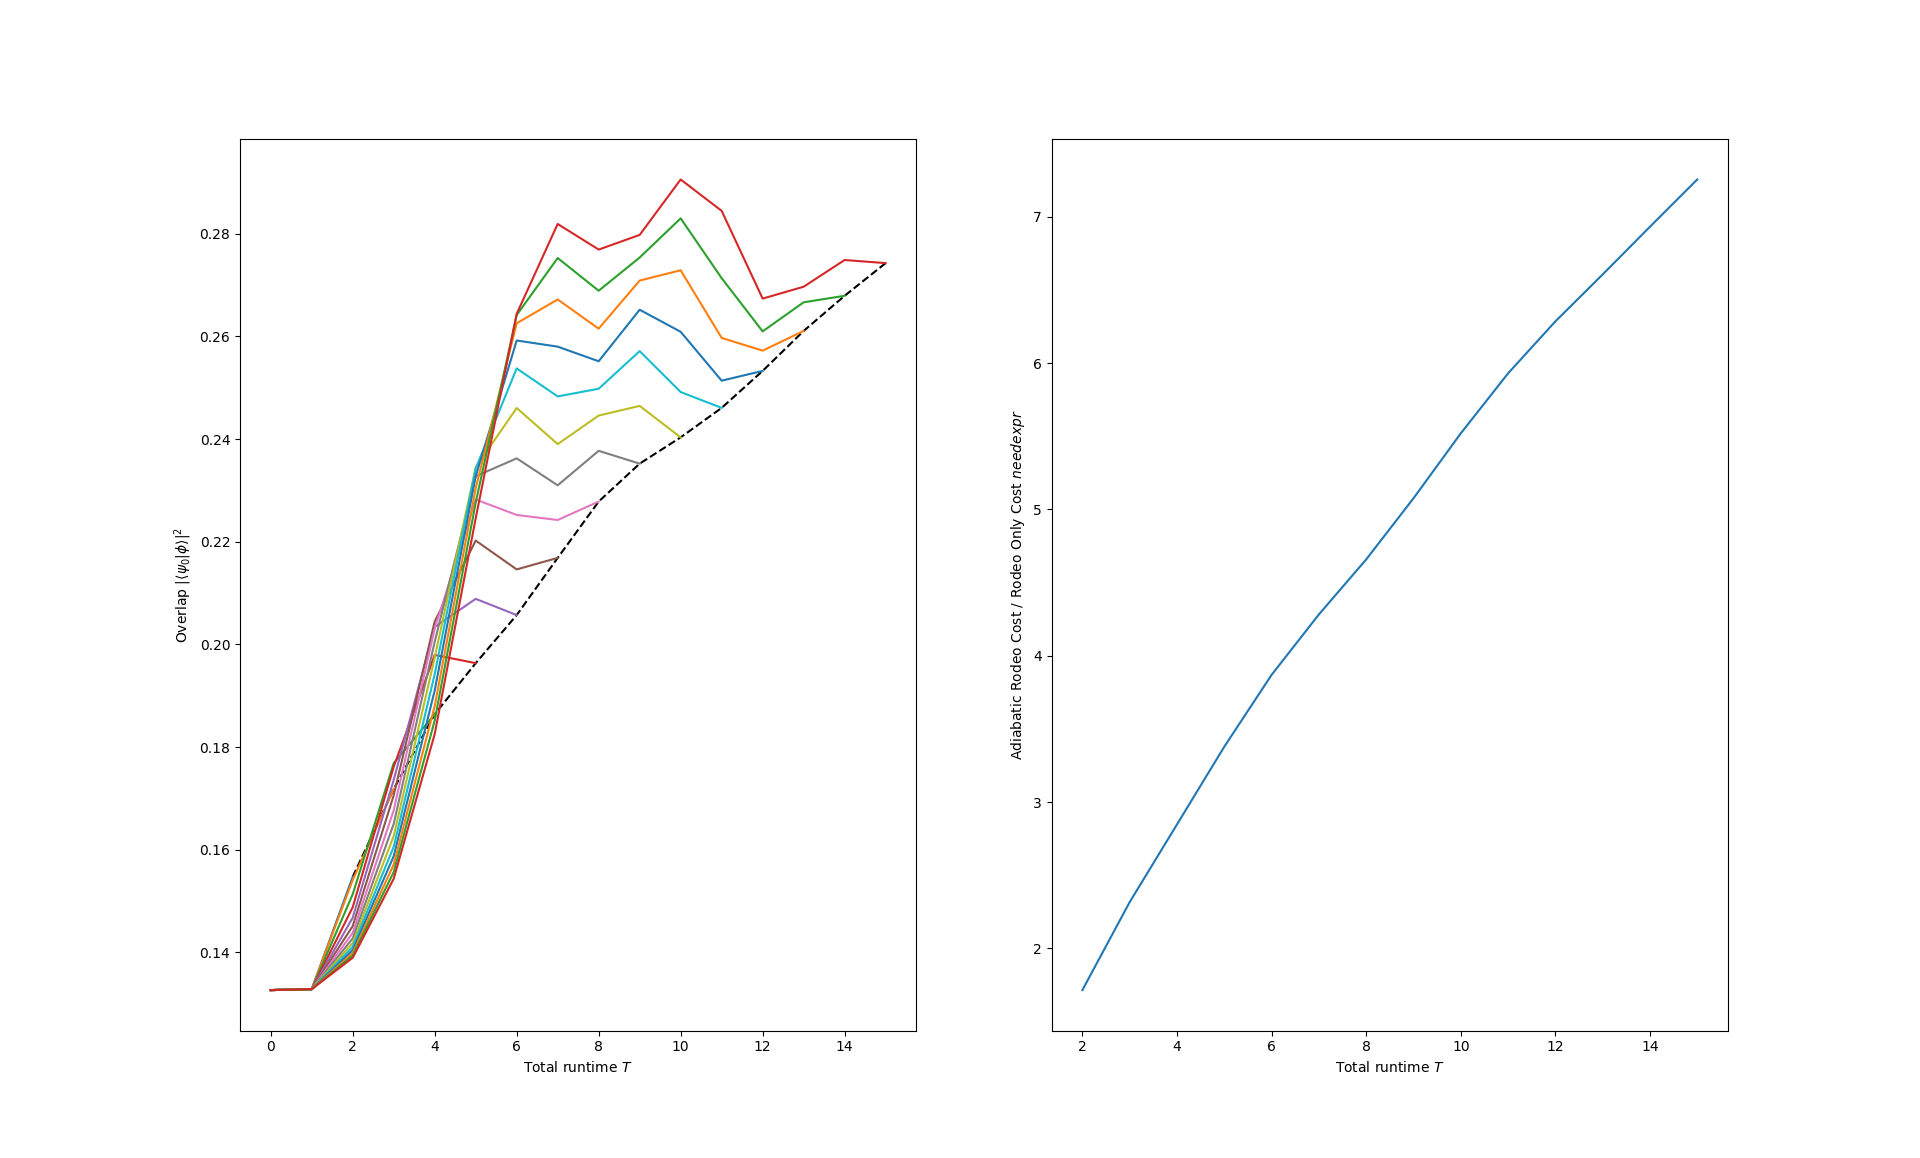 Overlap |⟨ψ₀|ϕ⟩|²
0.28
0.26
0.24
0.22
0.20
0.18
0.16
0.14
0 2 4 6 8 10 12 14
Total runtime T
Adiabatic Rodeo Cost / Rodeo Only Cost needexpr
7
6
5
4
3
2
2 4 6 8 10 12 14
Total runtime T